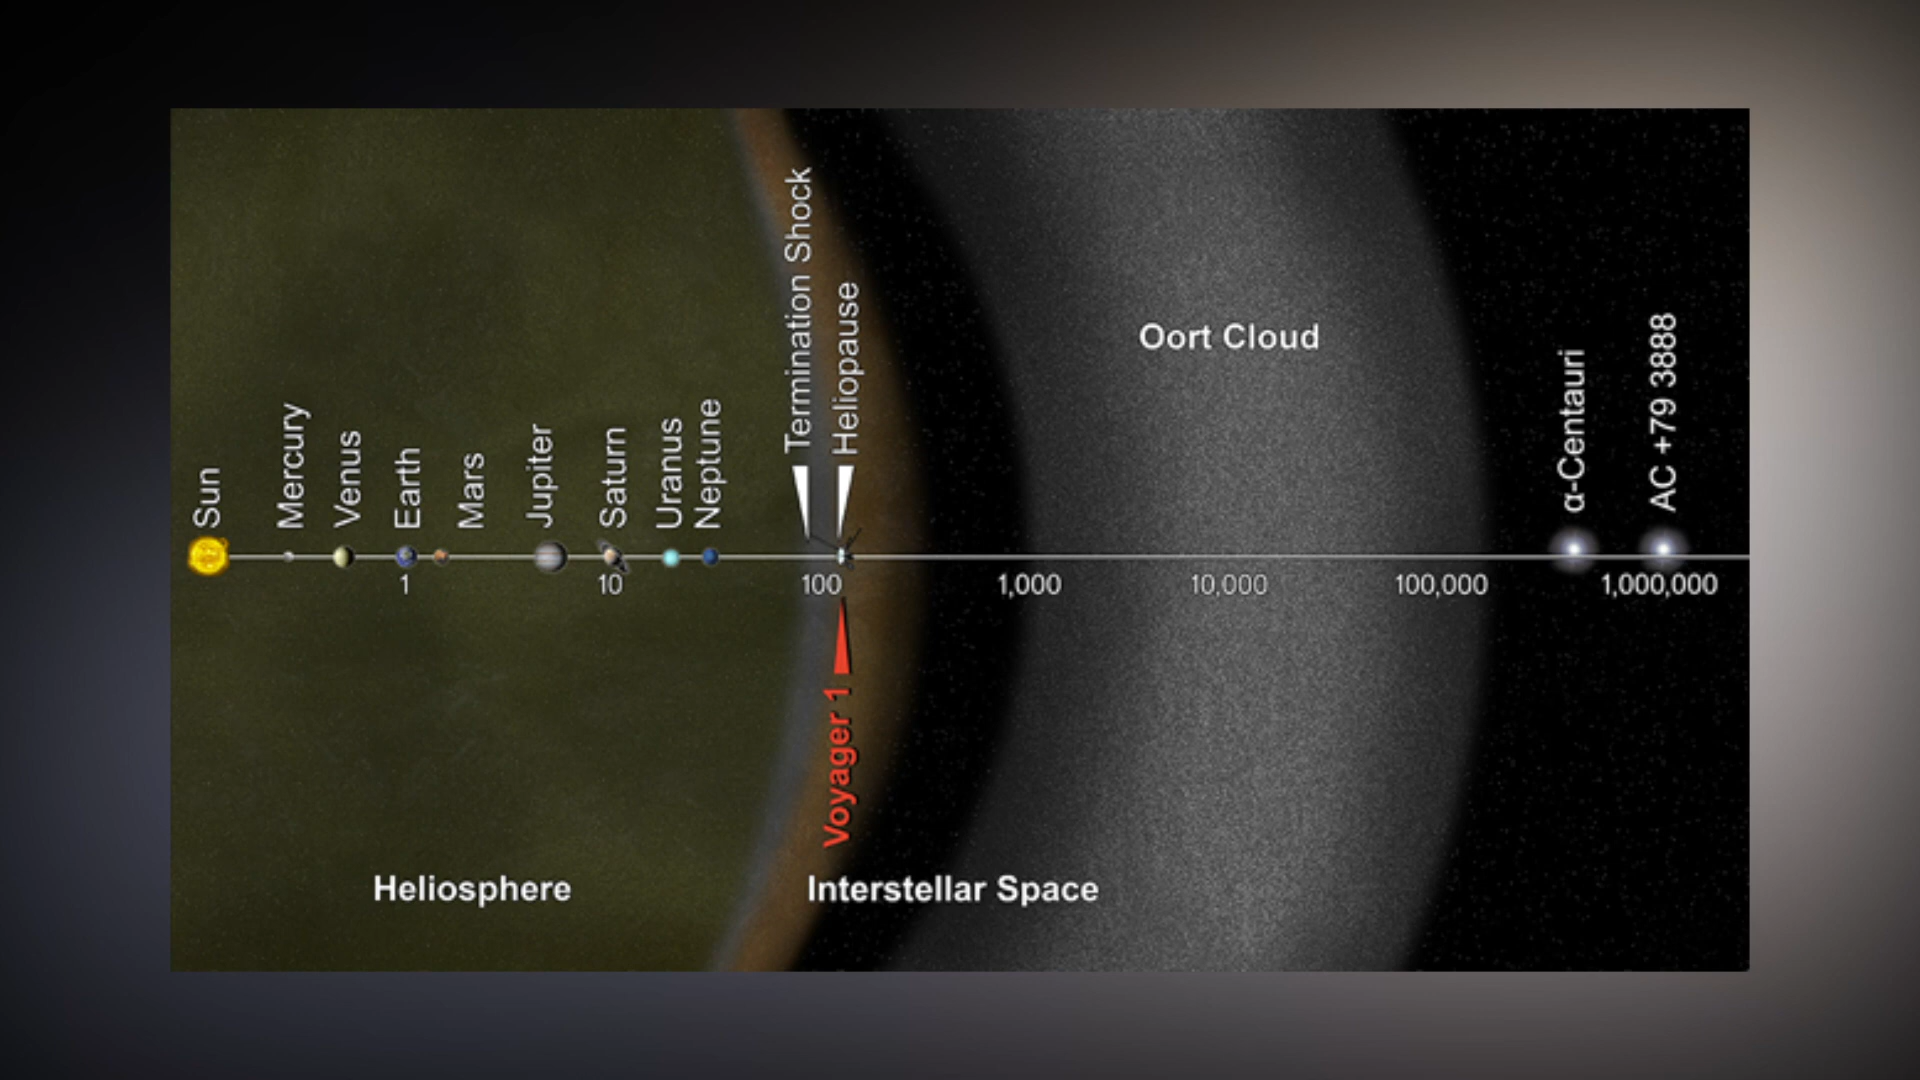 Sun
Mercury
Venus
Earth
Mars
Jupiter
Saturn
Uranus
Neptune
Termination Shock
Heliopause
Oort Cloud
α-Centauri
AC +79 3888
1
10
100
1,000
10,000
100,000
1,000,000
Voyager 1
Heliosphere
Interstellar Space